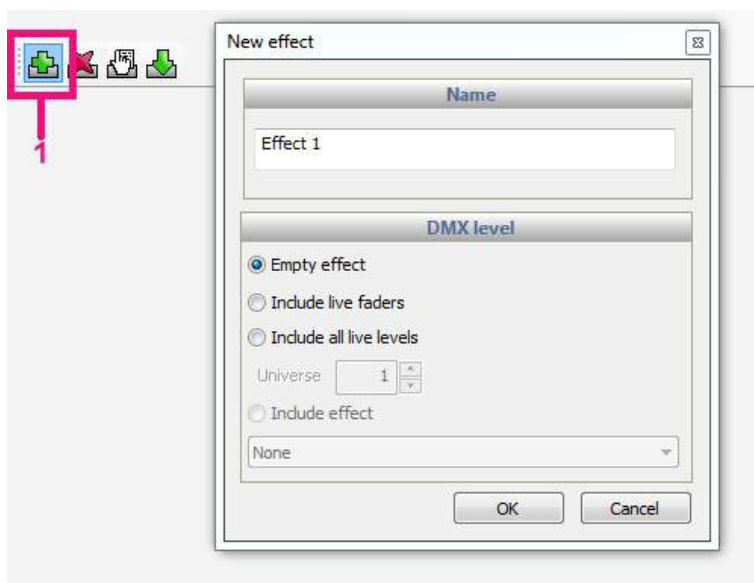 New effect
Name
Effect 1
1
DMX level
Empty effect
Include live faders
Include all live levels
Universe 1
Include effect
None
OK Cancel